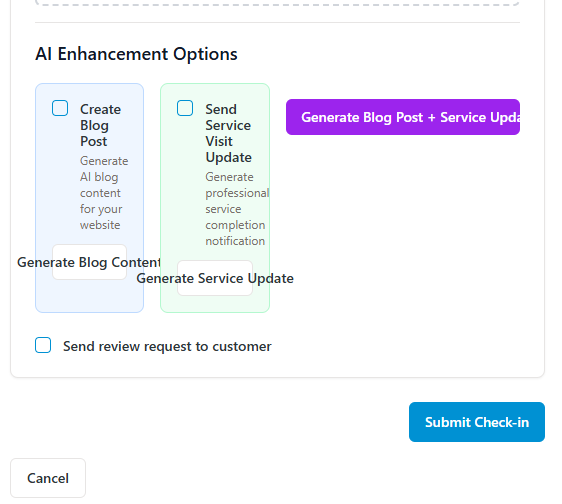 AI Enhancement Options
Create
Blog
Post
Generate
AI blog
content
for your
website
Generate Blog Content
Send
Service
Visit
Update
Generate
professional
service
completion
notification
Generate Service Update
Generate Blog Post + Service Upda
Send review request to customer
Submit Check-in
Cancel